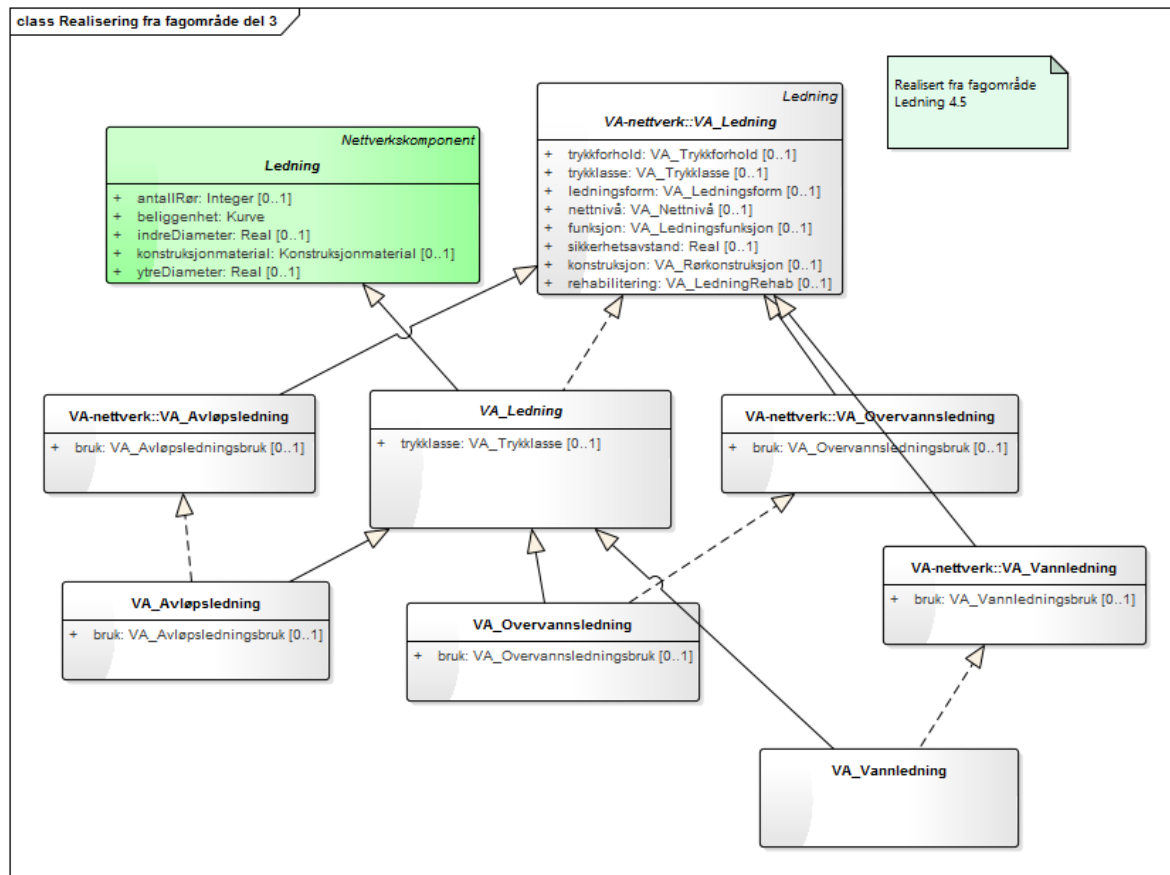 class Realisering fra fagområde del 3
Realisert fra fagområde
Ledning 4.5
Nettverkskomponent
Ledning
+ antallRør: Integer [0..1]
+ beliggenhet: Kurve
+ indreDiameter: Real [0..1]
+ konstruksjonmaterial: Konstruksjonmaterial [0..1]
+ ytreDiameter: Real [0..1]
Ledning
VA-nettverk::VA_Ledning
+ trykkforhold: VA_Trykkforhold [0..1]
+ trykklasse: VA_Trykklasse [0..1]
+ ledningsform: VA_Ledningsform [0..1]
+ nettnivå: VA_Nettnivå [0..1]
+ funksjon: VA_Ledningsfunksjon [0..1]
+ sikkerhetsavstand: Real [0..1]
+ konstruksjon: VA_Rørkonstruksjon [0..1]
+ rehabilitering: VA_LedningRehab [0..1]
VA-nettverk::VA_Avløpsledning
+ bruk: VA_Avløpsledningsbruk [0..1]
VA_Ledning
+ trykklasse: VA_Trykklasse [0..1]
VA-nettverk::VA_Overvannsledning
+ bruk: VA_Overvannsledningsbruk [0..1]
VA-nettverk::VA_Vannledning
+ bruk: VA_Vannledningsbruk [0..1]
VA_Avløpsledning
+ bruk: VA_Avløpsledningsbruk [0..1]
VA_Overvannsledning
+ bruk: VA_Overvannsledningsbruk [0..1]
VA_Vannledning